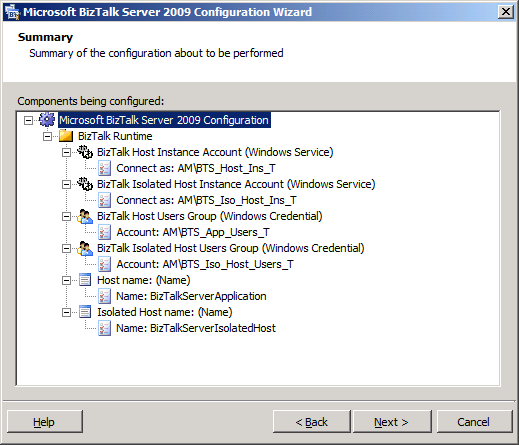 Microsoft BizTalk Server 2009 Configuration Wizard
Summary
Summary of the configuration about to be performed
Components being configured:
Microsoft BizTalk Server 2009 Configuration
BizTalk Runtime
BizTalk Host Instance Account (Windows Service)
Connect as: AM\BTS_Host_Ins_T
BizTalk Isolated Host Instance Account (Windows Service)
Connect as: AM\BTS_Iso_Host_Ins_T
BizTalk Host Users Group (Windows Credential)
Account: AM\BTS_App_Users_T
BizTalk Isolated Host Users Group (Windows Credential)
Account: AM\BTS_Iso_Host_Users_T
Host name: (Name)
Name: BizTalkServerApplication
Isolated Host name: (Name)
Name: BizTalkServerIsolatedHost
Help < Back Next > Cancel